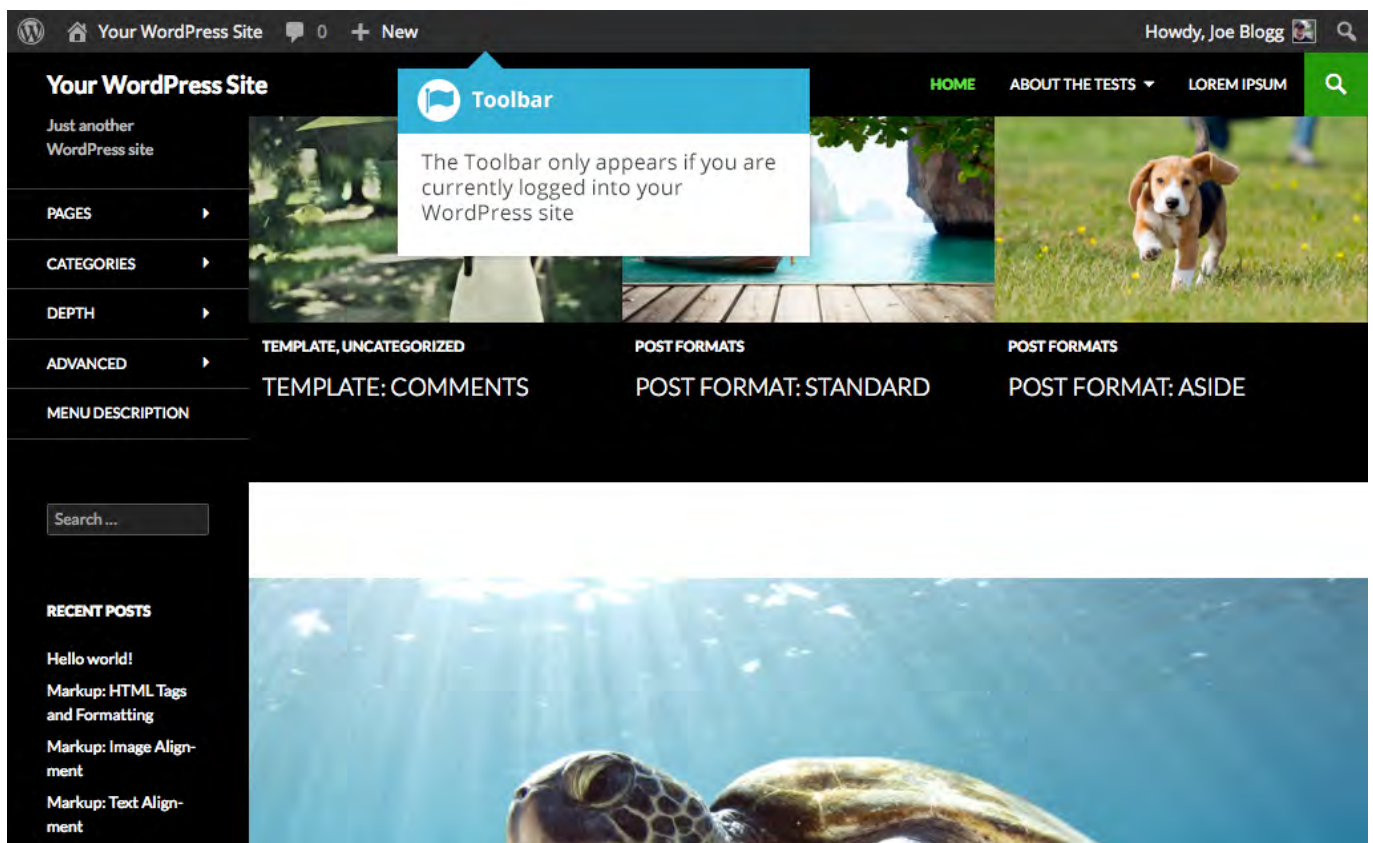 Your WordPress Site 0 + New Howdy, Joe Blogg
Your WordPress Site
Just another
WordPress site
HOME ABOUT THE TESTS LOREM IPSUM
Toolbar
The Toolbar only appears if you are
currently logged into your
WordPress site
PAGES
CATEGORIES
DEPTH
ADVANCED
MENU DESCRIPTION
TEMPLATE, UNCATEGORIZED
TEMPLATE: COMMENTS
POST FORMATS
POST FORMAT: STANDARD
POST FORMATS
POST FORMAT: ASIDE
Search ...
RECENT POSTS
Hello world!
Markup: HTML Tags
and Formatting
Markup: Image Align-
ment
Markup: Text Align-
ment